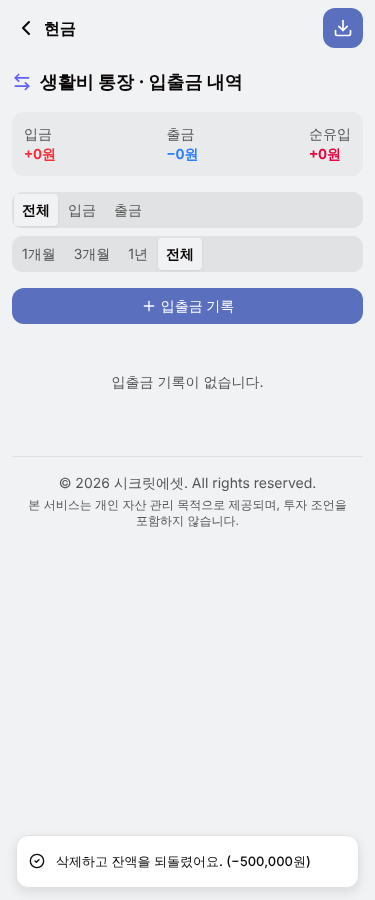 현금
생활비 통장 · 입출금 내역
입금 출금 순유입
+0원 −0원 +0원
전체 입금 출금
1개월 3개월 1년 전체
+ 입출금 기록
입출금 기록이 없습니다.
© 2026 시크릿에셋. All rights reserved.
본 서비스는 개인 자산 관리 목적으로 제공되며, 투자 조언을
포함하지 않습니다.
삭제하고 잔액을 되돌렸어요. (−500,000원)